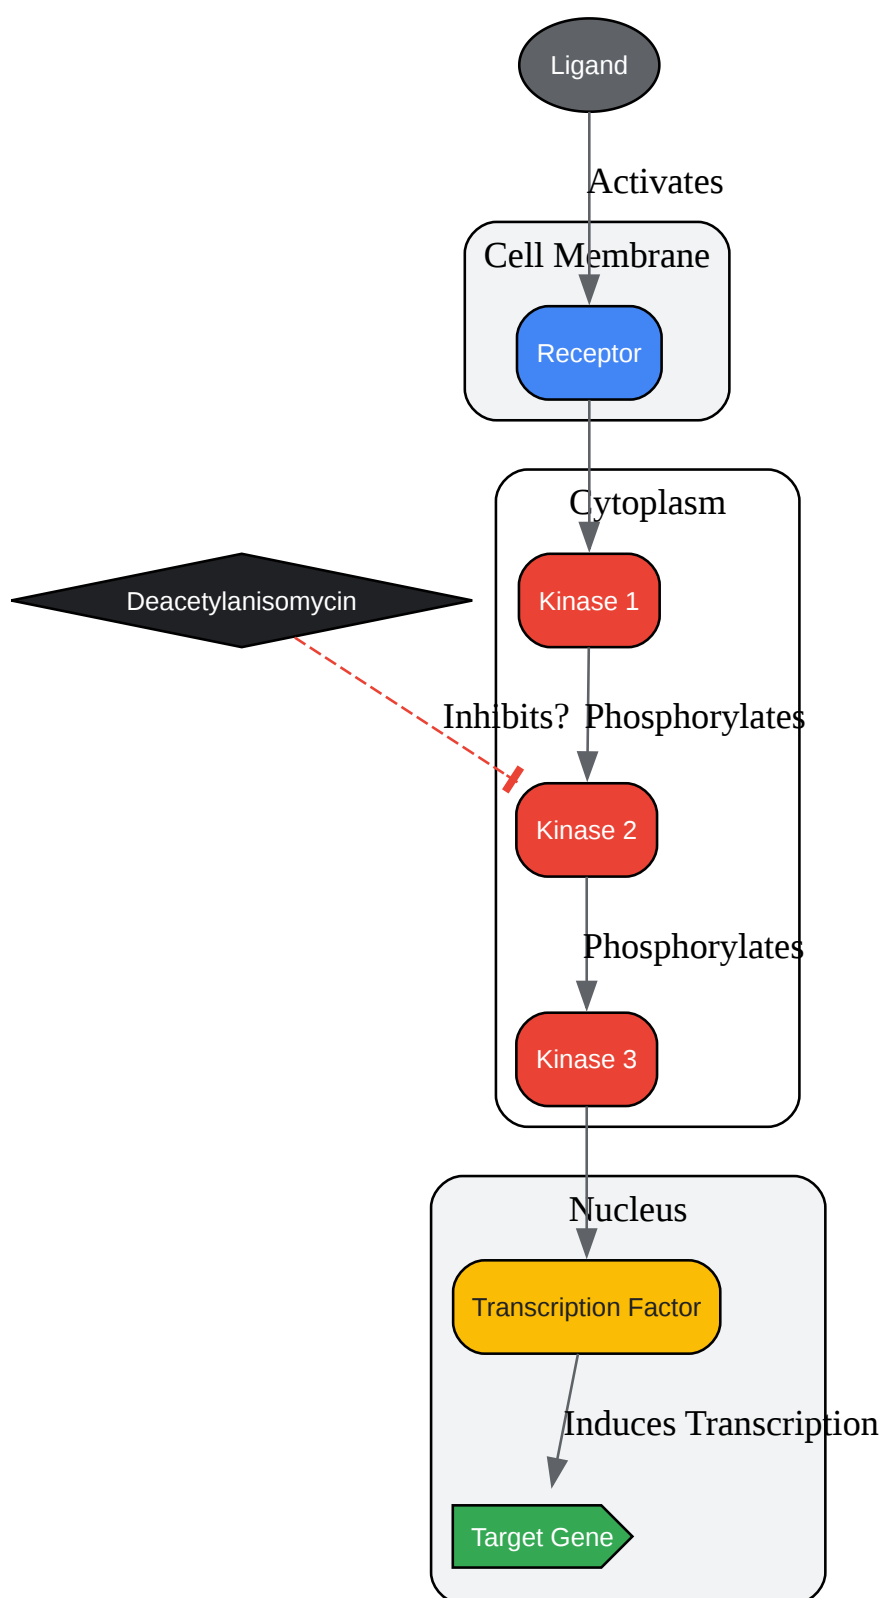 Ligand
Activates
Cell Membrane
Receptor
Cytoplasm
Deacetylanisomycin
Kinase 1
Inhibits?
Phosphorylates
Kinase 2
Phosphorylates
Kinase 3
Nucleus
Transcription Factor
Induces Transcription
Target Gene